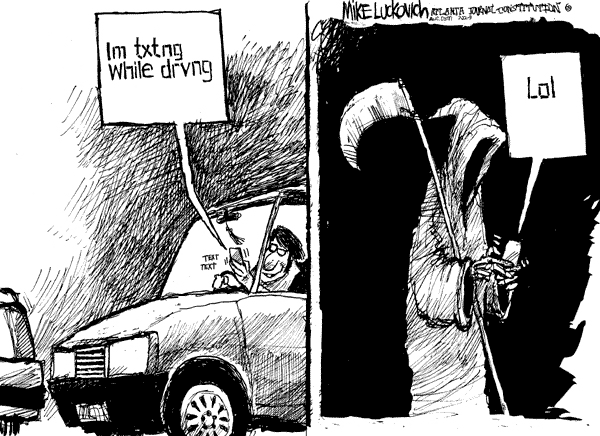 Im txtng
while drvng
TEXT
TEXT
MIKE LUCKOVICH ATLANTA JOURNAL-CONSTITUTION ©
Lol